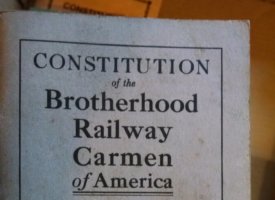 CONSTITUTION
of the
Brotherhood
Railway
Carmen
of America